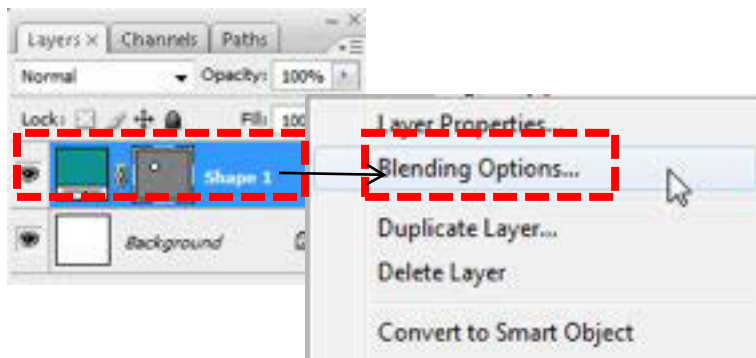 Layers × Channels Paths
Normal Opacity: 100%
Lock: Fill: 100
Shape 1
Background
Layer Properties...
Blending Options...
Duplicate Layer...
Delete Layer
Convert to Smart Object